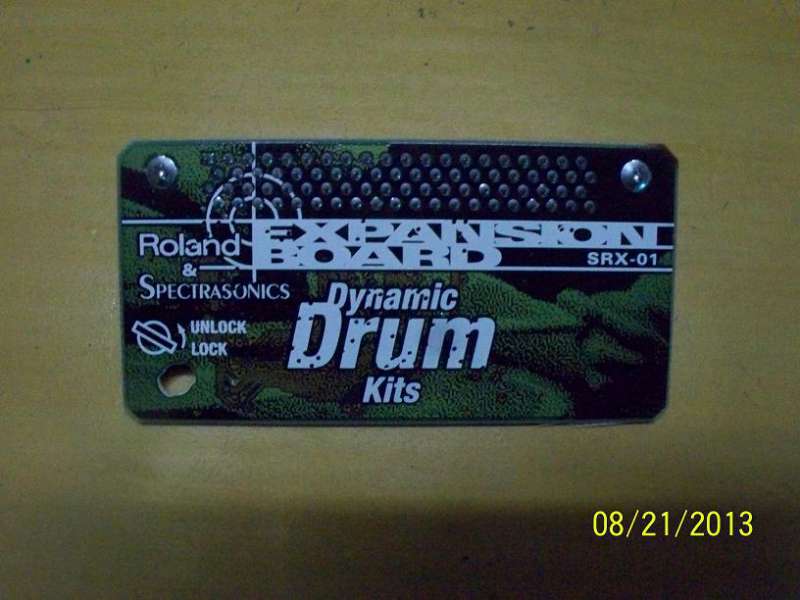 EXPANSION
BOARD
SRX-01
Roland
&
SPECTRASONICS
Dynamic
Drum
Kits
UNLOCK
LOCK
08/21/2013